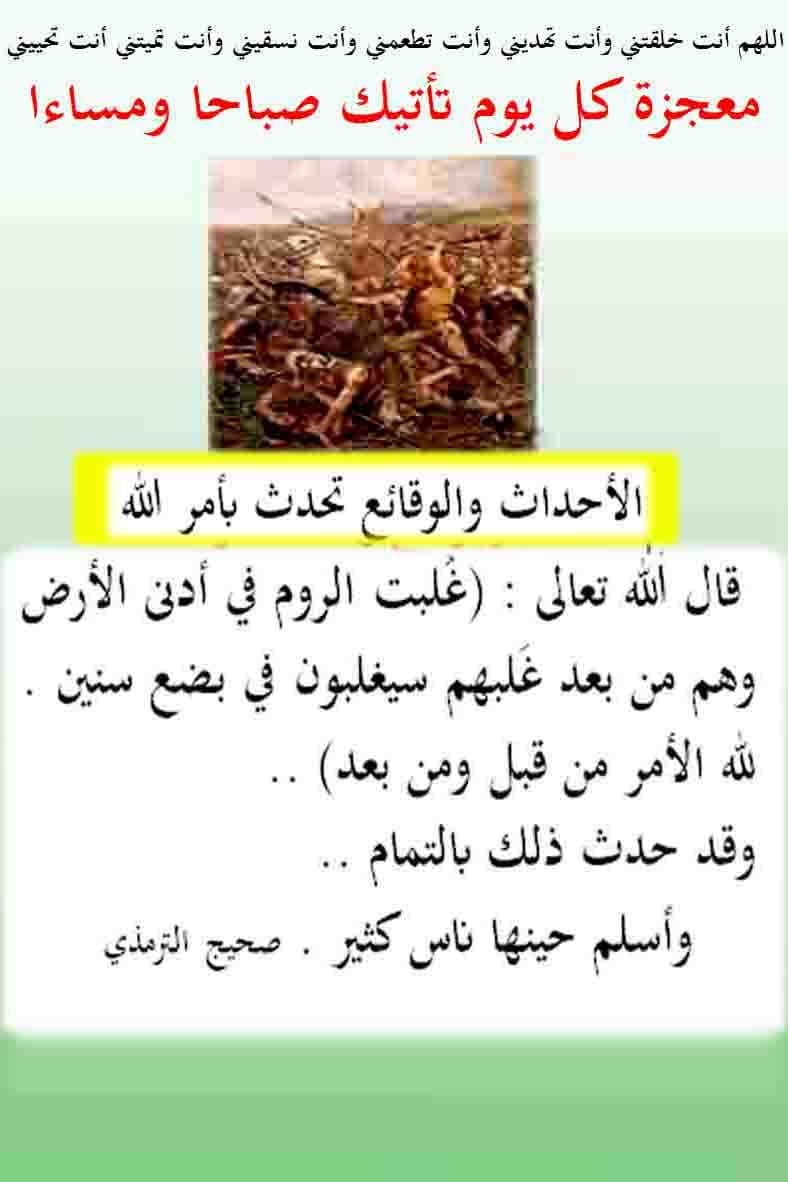 اللهم أنت خلقتني وأنت تهديني وأنت تطعمني وأنت نسقيني وأنت تميتني أنت تحييني
معجزة كل يوم تأتيك صباحا ومساءا
الأحداث والوقائع تحدث بأمر الله
قال الله تعالى : (غُلبت الروم في أدنى الأرض
وهم من بعد غَلبهم سيغلبون في بضع سنين .
لله الأمر من قبل ومن بعد) ..
وقد حدث ذلك بالتمام ..
وأسلم حينها ناس كثير . صحيح الترمذي